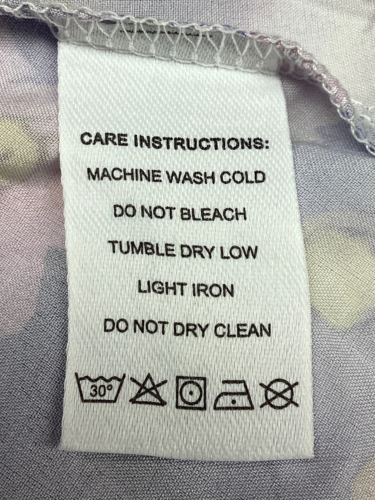 CARE INSTRUCTIONS:
MACHINE WASH COLD
DO NOT BLEACH
TUMBLE DRY LOW
LIGHT IRON
DO NOT DRY CLEAN
30°